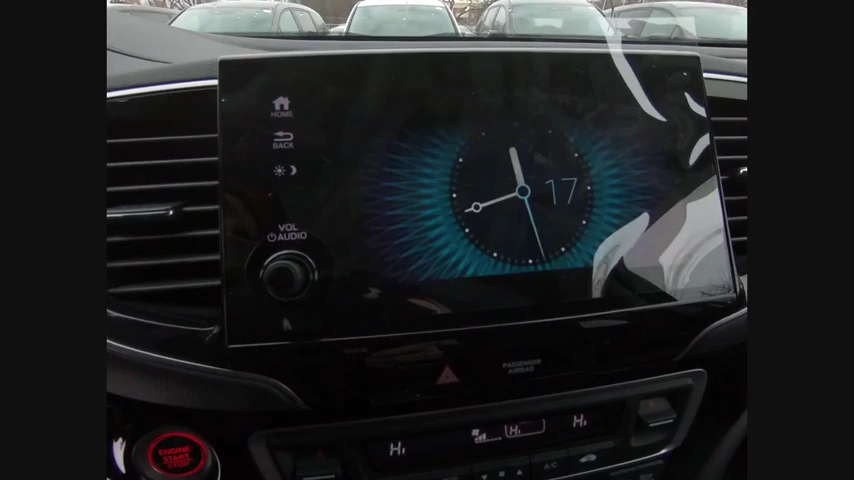 HOME
BACK
17
VOL
AUDIO
PASSENGER
AIRBAG
ENGINE
START
STOP
Hi
Hi
Hi
A/C